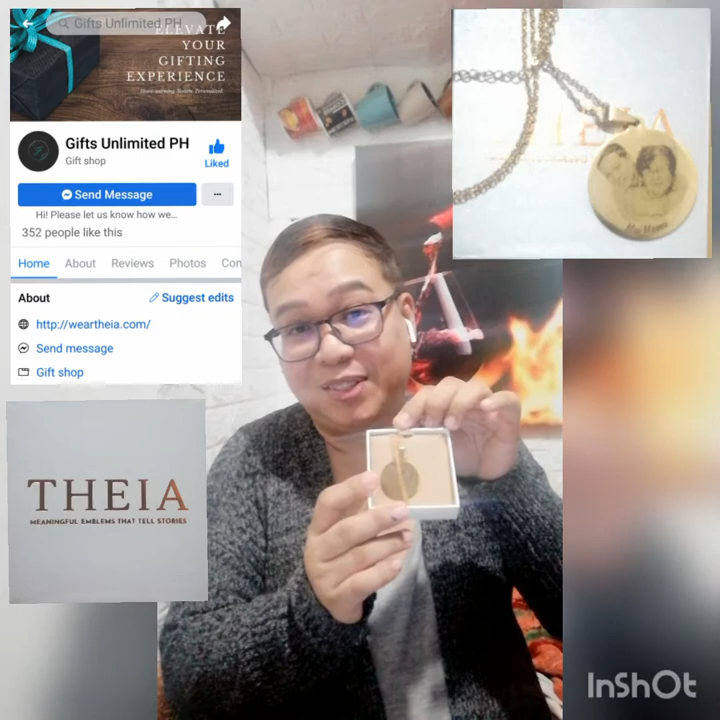 Gifts Unlimited PH
ELEVATE
YOUR
GIFTING
EXPERIENCE
Gifts Unlimited PH
Gift shop
Liked
Send Message
Hi! Please let us know how we...
352 people like this
Home About Reviews Photos Con
About
Suggest edits
http://weartheia.com/
Send message
Gift shop
THEIA
THEIA
MEANINGFUL EMBLEMS THAT TELL STORIES
InShOt